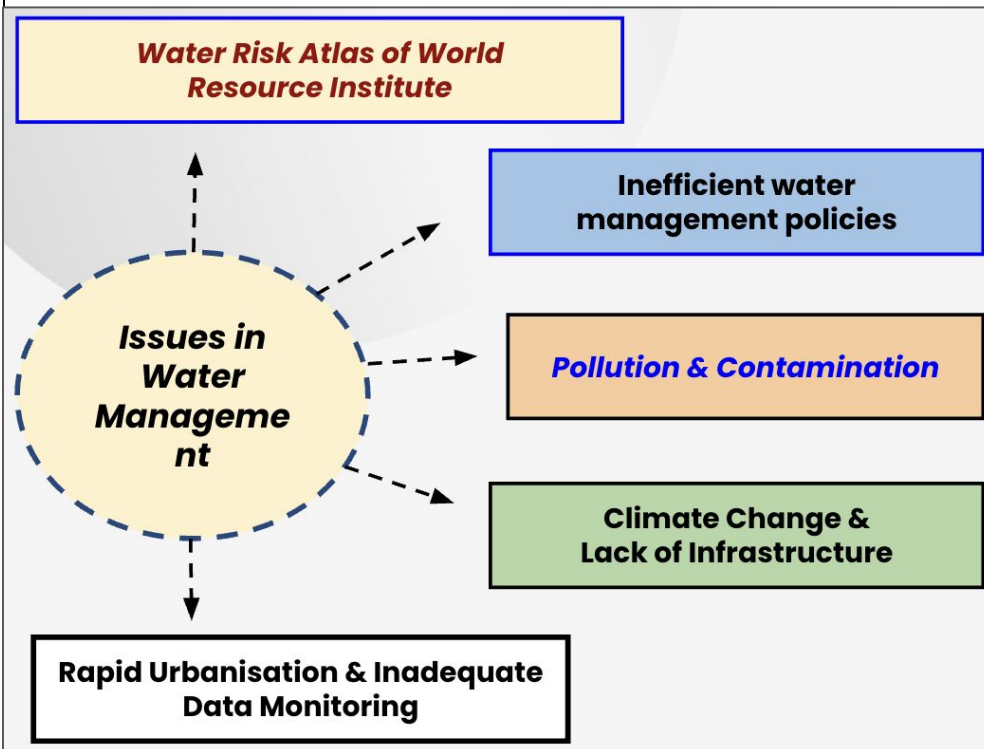 Water Risk Atlas of World
Resource Institute
Inefficient water
management policies
Issues in
Water
Manageme
nt
Pollution & Contamination
Climate Change &
Lack of Infrastructure
Rapid Urbanisation & Inadequate
Data Monitoring